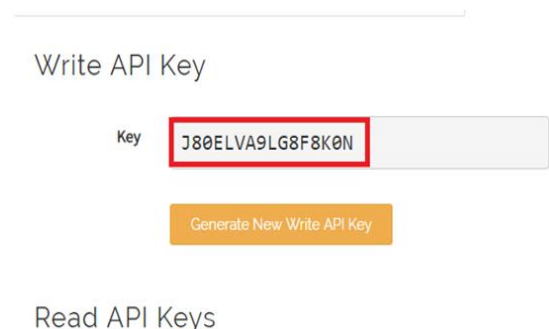 Write API Key
Key J80ELVA9LG8F8K0N
Generate New Write API Key
Read API Keys